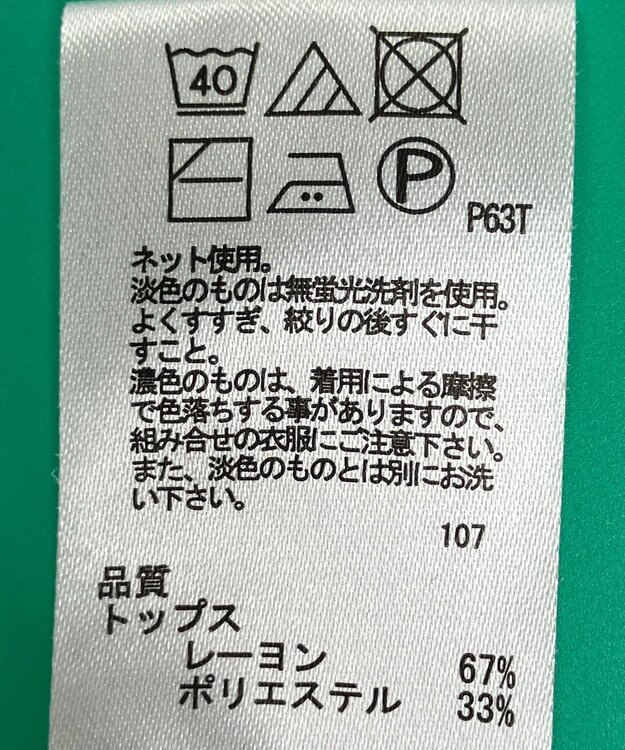 40
P
P63T
ネット使用。
淡色のものは無蛍光洗剤を使用。
よくすすぎ、絞りの後すぐに干
すこと。
濃色のものは、着用による摩擦
で色落ちする事がありますので、
組み合せの衣服にご注意下さい。
また、淡色のものとは別にお洗
い下さい。
107
品質
トップス
レーヨン 67%
ポリエステル 33%